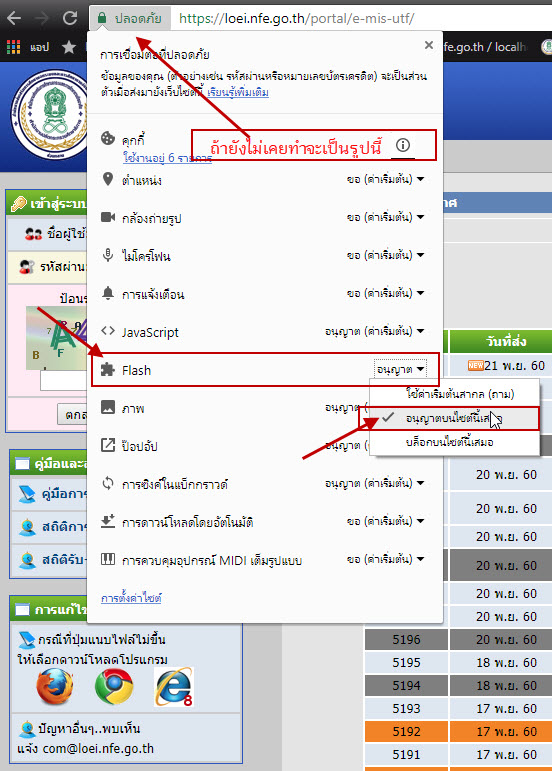 ปลอดภัย https://loei.nfe.go.th/portal/e-mis-utf/
แอป
fe.go.th / localh
การเชื่อมต่อที่ปลอดภัย
ข้อมูลของคุณ (ตัวอย่างเช่น รหัสผ่านหรือหมายเลขบัตรเครดิต) จะเป็นส่วน
ตัวเมื่อส่งมายังเว็บไซต์นี้ เรียนรู้เพิ่มเติม
คุกกี้
ใช้งานอยู่ 6 รายการ
ถ้ายังไม่เคยทำจะเป็นรูปนี้
ตำแหน่ง ขอ (ค่าเริ่มต้น)
กล้องถ่ายรูป ขอ (ค่าเริ่มต้น)
ไมโครโฟน ขอ (ค่าเริ่มต้น)
การแจ้งเตือน ขอ (ค่าเริ่มต้น)
JavaScript อนุญาต (ค่าเริ่มต้น)
Flash อนุญาต
ใช้ค่าเริ่มต้นสากล (ถาม)
อนุญาตบนไซต์นี้เสมอ
บล็อกบนไซต์นี้เสมอ
ภาพ อนุญาต
ป๊อปอัป อนุญาต
การซิงค์ในแบ็กกราวด์ อนุญาต (ค่าเริ่มต้น)
การดาวน์โหลดโดยอัตโนมัติ ขอ (ค่าเริ่มต้น)
การควบคุมอุปกรณ์ MIDI เต็มรูปแบบ ขอ (ค่าเริ่มต้น)
การตั้งค่าไซต์
เข้าสู่ระบบ
ชื่อผู้ใช้
รหัสผ่าน
ป้อนร
B F
ตกล
คู่มือและส
คู่มือการ
สถิติการ
สถิติรับ-
การแก้ไข
กรณีที่ปุ่มแนบไฟล์ไม่ขึ้น
ให้เลือกดาวน์โหลดโปรแกรม
8
ปัญหาอื่นๆ..พบเห็น
แจ้ง com@loei.nfe.go.th
าศ
วันที่ส่ง
NEW 21 พ.ย. 60
20 พ.ย. 60
20 พ.ย. 60
20 พ.ย. 60
20 พ.ย. 60
20 พ.ย. 60
20 พ.ย. 60
5196 20 พ.ย. 60
5195 18 พ.ย. 60
5194 18 พ.ย. 60
5193 17 พ.ย. 60
5192 17 พ.ย. 60
5191 17 พ.ย. 60